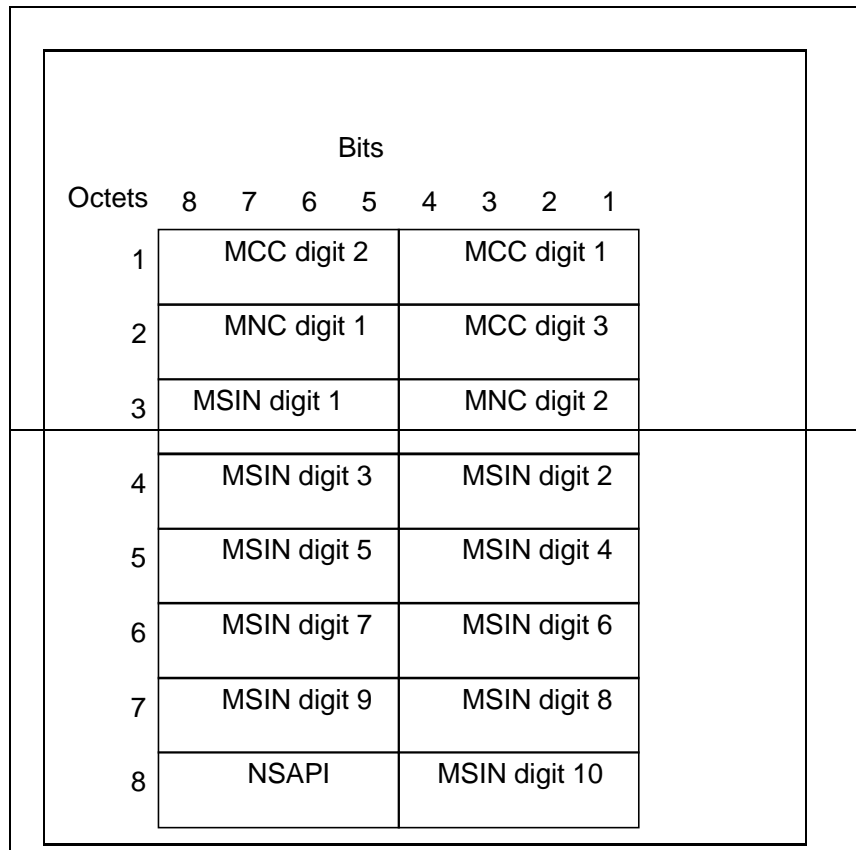 Bits
Octets 8 7 6 5 4 3 2 1
1 MCC digit 2 MCC digit 1
2 MNC digit 1 MCC digit 3
3 MSIN digit 1 MNC digit 2
4 MSIN digit 3 MSIN digit 2
5 MSIN digit 5 MSIN digit 4
6 MSIN digit 7 MSIN digit 6
7 MSIN digit 9 MSIN digit 8
8 NSAPI MSIN digit 10